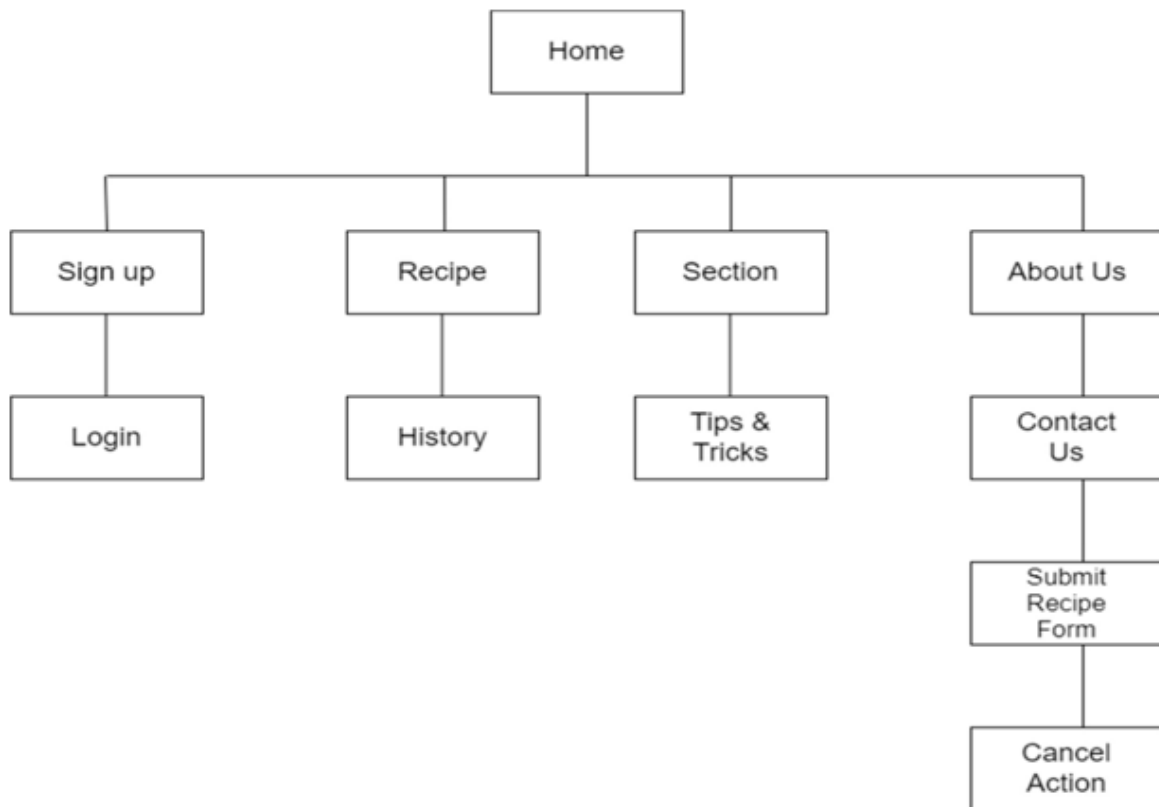 Home
Sign up
Recipe
Section
About Us
Login
History
Tips &
Tricks
Contact
Us
Submit
Recipe
Form
Cancel
Action